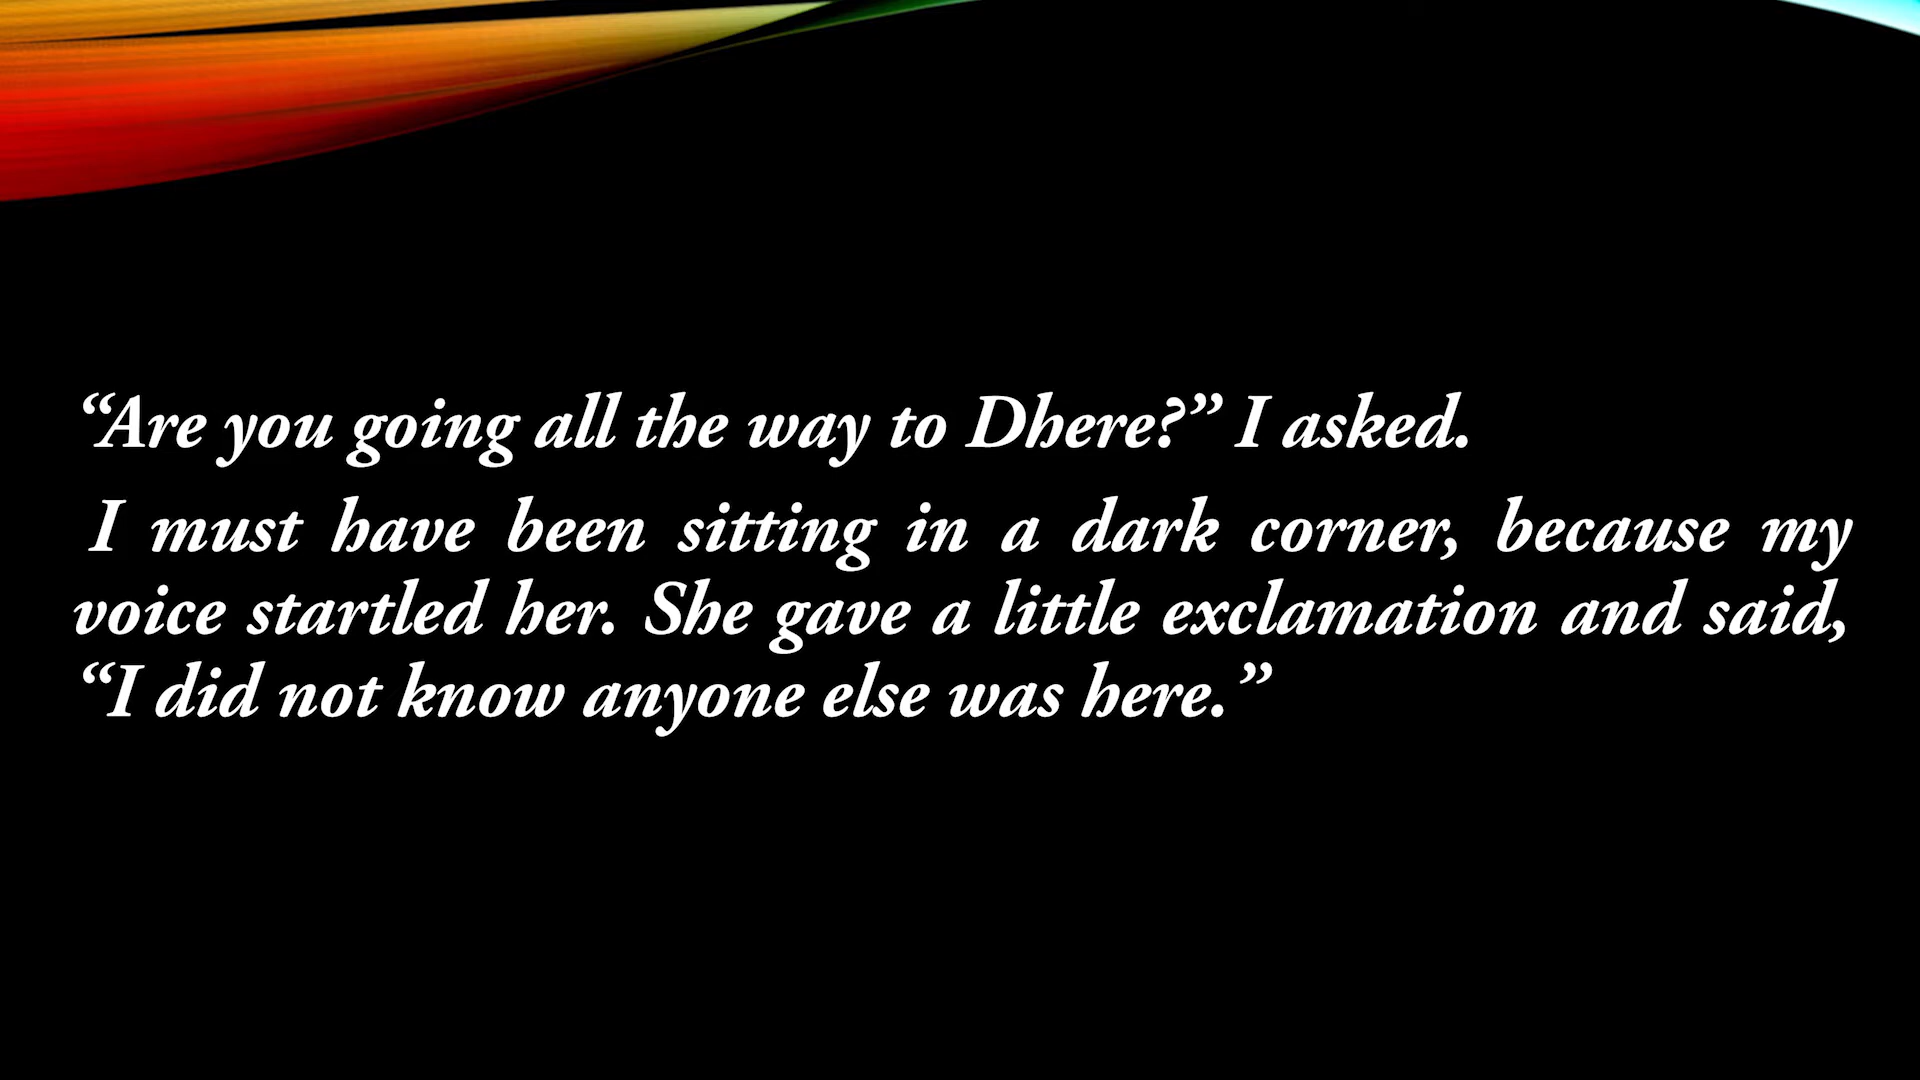 “Are you going all the way to Dhere?” I asked.
I must have been sitting in a dark corner, because my
voice startled her. She gave a little exclamation and said,
“I did not know anyone else was here.”